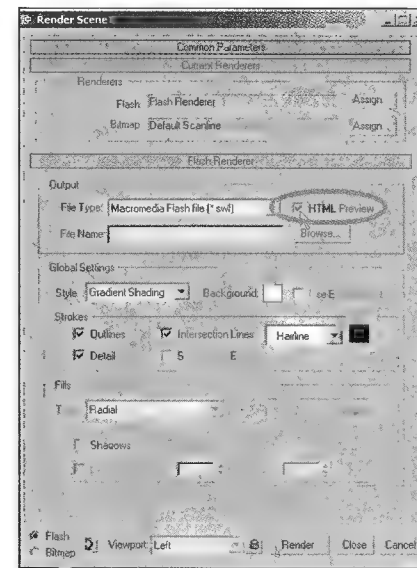 Render Scene
Common Parameters
Current Renderers
Renderers
Flash Flash Renderer Assign
Bitmap Default Scanline Assign
Flash Renderer
Output
File Type: Macromedia Flash file (*.swf) HTML Preview
File Name: Browse...
Global Settings
Style Gradient Shading Background
Strokes
Outlines Intersection Lines Hairline
Detail S E
Fills
T Radial
Shadows
Flash
Bitmap Viewport: Left Render Close Cancel